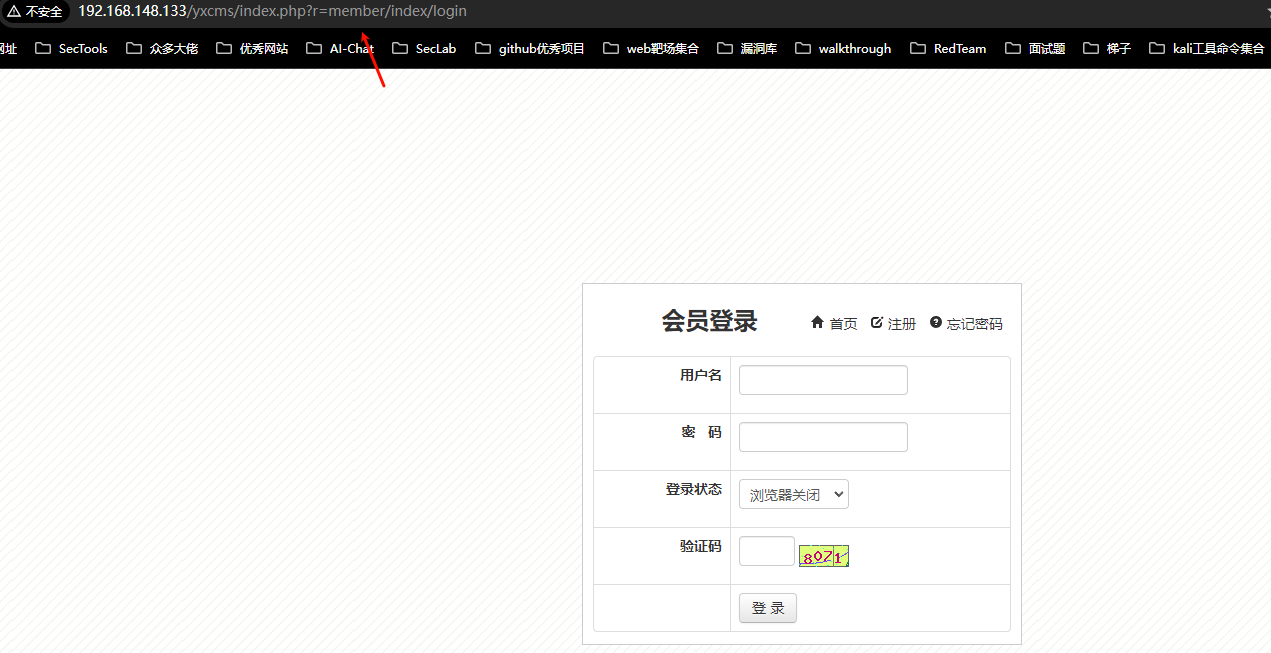 不安全 192.168.148.133/yxcms/index.php?r=member/index/login
网址 SecTools 众多大佬 优秀网站 AI-Chat SecLab github优秀项目 web靶场集合 漏洞库 walkthrough RedTeam 面试题 梯子 kali工具命令集合
会员登录 首页 注册 忘记密码
用户名
密 码
登录状态 浏览器关闭
验证码 8021
登 录